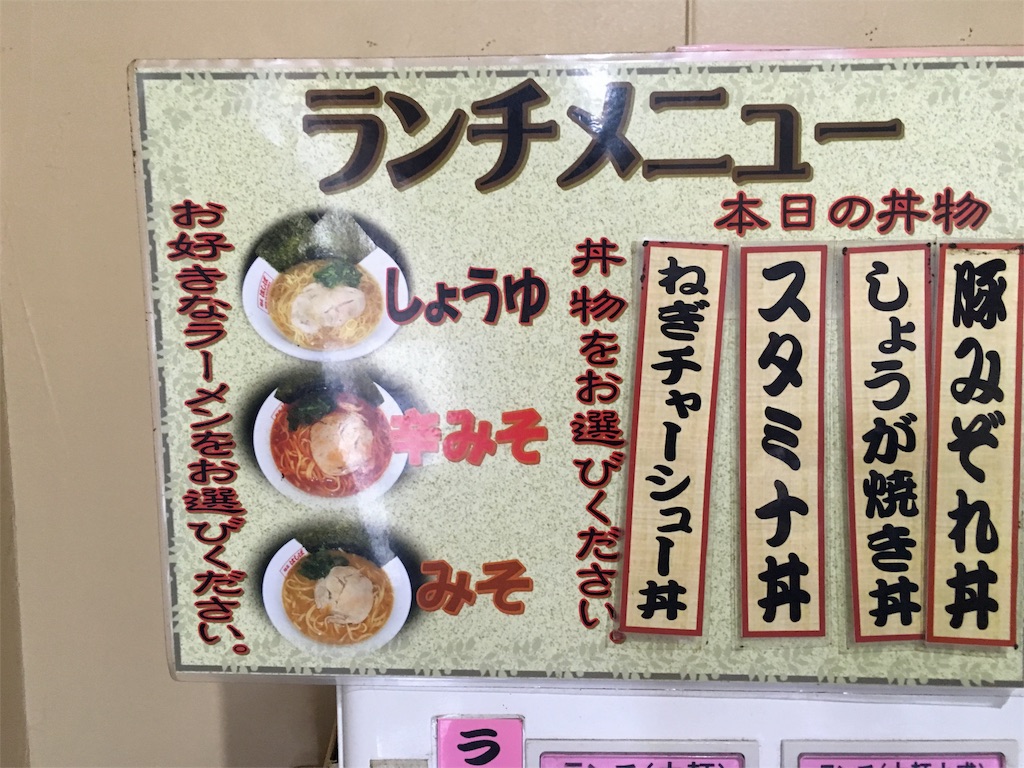 ランチメニュー
お好きなラーメンをお選びください。
しょうゆ
辛みそ
みそ
本日の丼物
丼物をお選びください。
ねぎチャーシュー丼
スタミナ丼
しょうが焼き丼
豚みぞれ丼
ラ